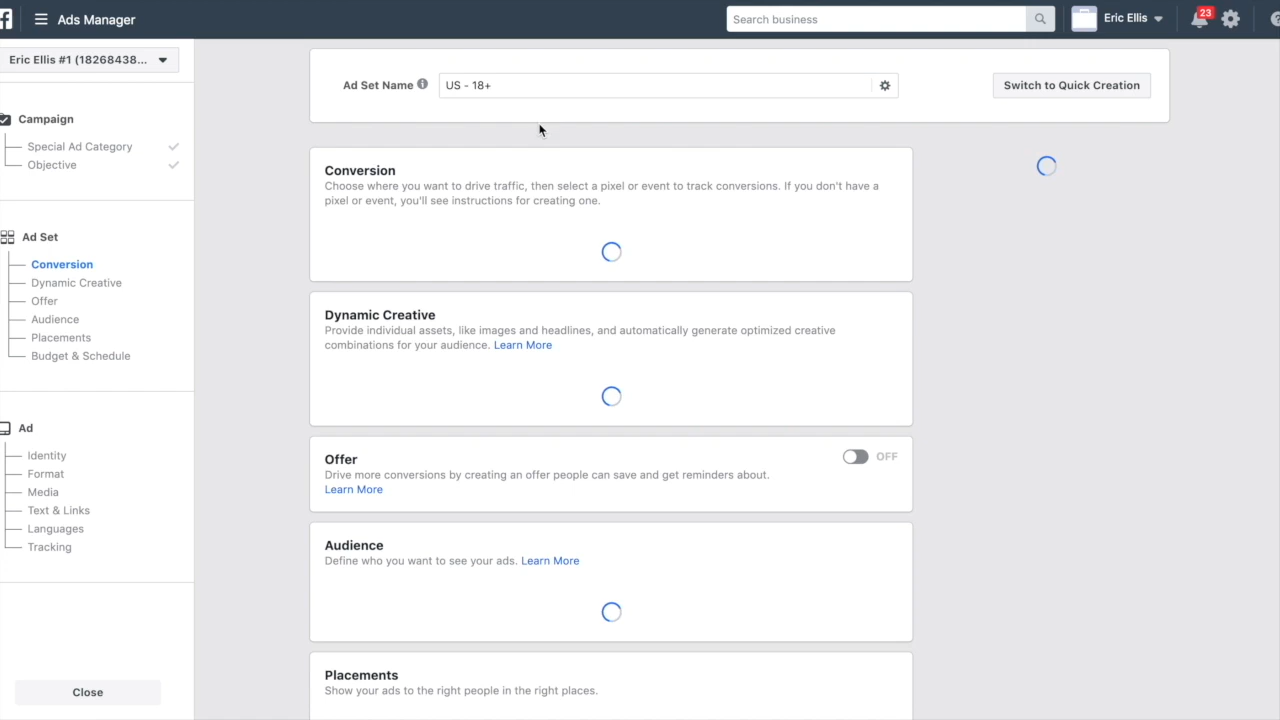 Ads Manager
Search business
Eric Ellis
23
Eric Ellis #1 (18268438...
Ad Set Name
US - 18+
Switch to Quick Creation
Campaign
Special Ad Category
Objective
Ad Set
Conversion
Dynamic Creative
Offer
Audience
Placements
Budget & Schedule
Ad
Identity
Format
Media
Text & Links
Languages
Tracking
Close
Conversion
Choose where you want to drive traffic, then select a pixel or event to track conversions. If you don't have a
pixel or event, you'll see instructions for creating one.
Dynamic Creative
Provide individual assets, like images and headlines, and automatically generate optimized creative
combinations for your audience. Learn More
Offer
OFF
Drive more conversions by creating an offer people can save and get reminders about.
Learn More
Audience
Define who you want to see your ads. Learn More
Placements
Show your ads to the right people in the right places.